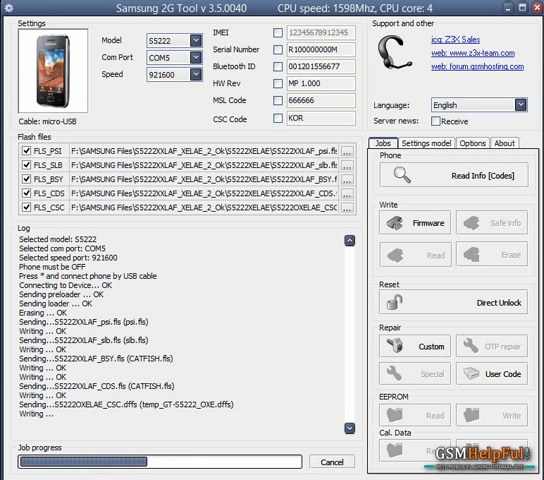 Samsung 2G Tool v 3.5.0040 CPU speed: 1598Mhz, CPU core: 4
Settings
Model S5222
Com Port COM5
Speed 921600
Cable: micro-USB
IMEI 12345678912345
Serial Number R100000000M
Bluetooth ID 001201556677
HW Rev MP 1.000
MSL Code 666666
CSC Code KOR
Support and other
icq: Z3X Sales
web: www.z3x-team.com
web: forum.gsmhosting.com
Language: English
Server news: Receive
Flash files
FLS_PSI F:\SAMSUNG Files\S5222XXLAF_XELAE_2_Ok\S5222XELAE\S5222XXLAF_psi.fls ...
FLS_SLB F:\SAMSUNG Files\S5222XXLAF_XELAE_2_Ok\S5222XELAE\S5222XXLAF_slb.fls ...
FLS_BSY F:\SAMSUNG Files\S5222XXLAF_XELAE_2_Ok\S5222XELAE\S5222XXLAF_BSY.f ...
FLS_CDS F:\SAMSUNG Files\S5222XXLAF_XELAE_2_Ok\S5222XELAE\S5222XXLAF_CDS. ...
FLS_CSC F:\SAMSUNG Files\S5222XXLAF_XELAE_2_Ok\S5222XELAE\S5222OXELAE_CSC ...
Log
Selected model: S5222
Selected com port: COM5
Selected speed port: 921600
Phone must be OFF
Press * and connect phone by USB cable
Connecting to Device... OK
Sending preloader ... OK
Sending loader ... OK
Erasing ... OK
Sending...S5222XXLAF_psi.fls (psi.fls)
Writing ... OK
Sending...S5222XXLAF_slb.fls (slb.fls)
Writing ... OK
Sending...S5222XXLAF_BSY.fls (CATFISH.fls)
Writing ... OK
Sending...S5222XXLAF_CDS.fls (CATFISH.fls)
Writing ... OK
Sending...S5222OXELAE_CSC.dffs (temp_GT-S5222_OXE.dffs)
Writing ...
Job progress
Cancel
Jobs Settings model Options About
Phone
Read Info [Codes]
Write
Firmware Safe info
Read Erase
Reset
Direct Unlock
Repair
Custom OTP repair
Special User Code
EEPROM
Read Write
Cal. Data
GSMHelpFul